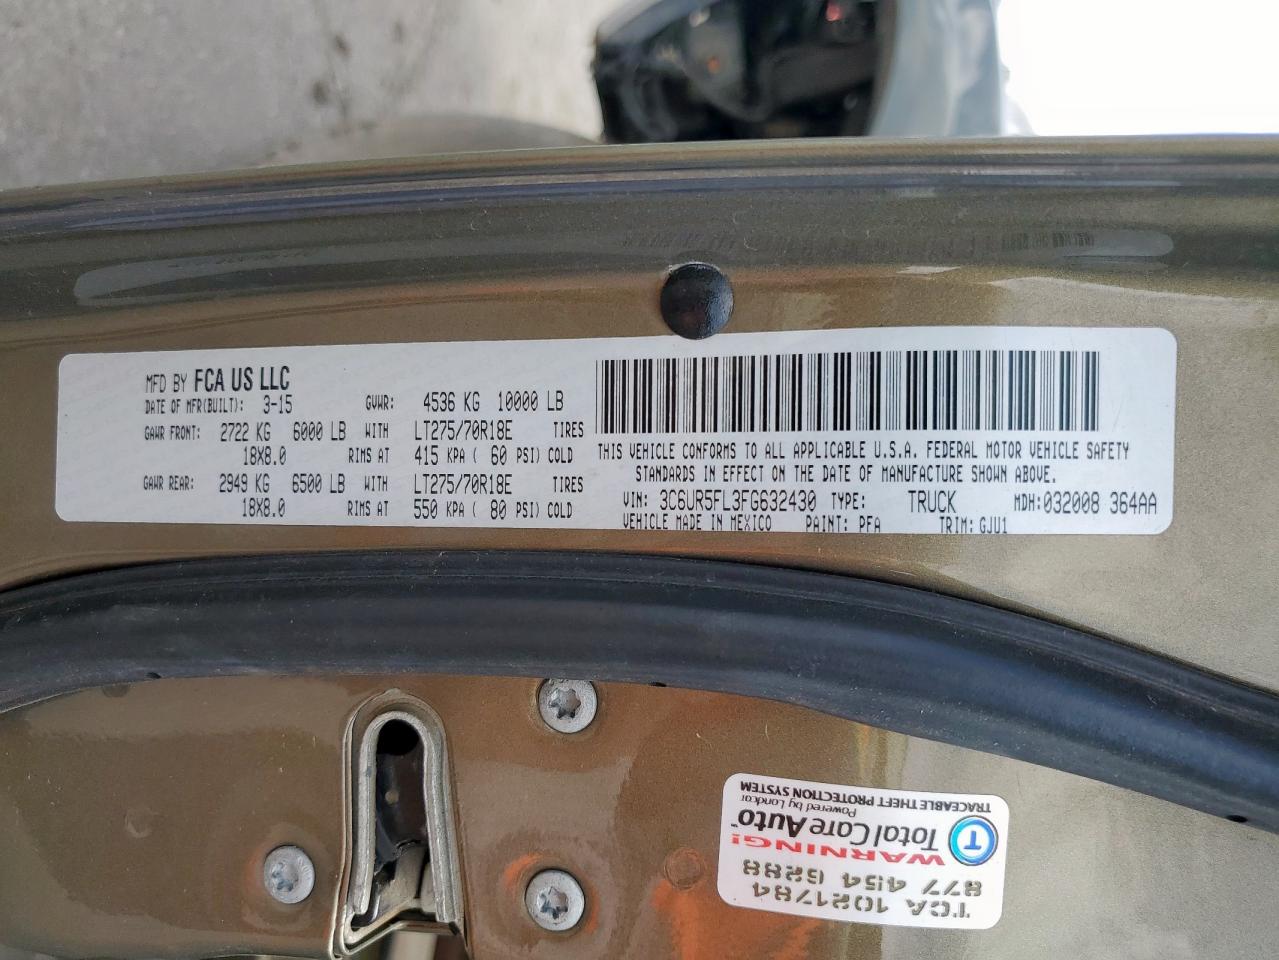 MFD BY FCA US LLC
DATE OF MFR(BUILT): 3-15 GVWR: 4536 KG 10000 LB
GAWR FRONT: 2722 KG 6000 LB WITH LT275/70R18E TIRES
18X8.0 RIMS AT 415 KPA ( 60 PSI) COLD
GAWR REAR: 2949 KG 6500 LB WITH LT275/70R18E TIRES
18X8.0 RIMS AT 550 KPA ( 80 PSI) COLD
THIS VEHICLE CONFORMS TO ALL APPLICABLE U.S.A. FEDERAL MOTOR VEHICLE SAFETY
STANDARDS IN EFFECT ON THE DATE OF MANUFACTURE SHOWN ABOVE.
VIN: 3C6UR5FL3FG632430 TYPE: TRUCK MDH:032008 364AA
VEHICLE MADE IN MEXICO PAINT: PFA TRIM: GJU1
TCA 1021784
877 454 6288
WARNING!
T TotalCareAuto™
Powered by Landcar
TRACEABLE THEFT PROTECTION SYSTEM